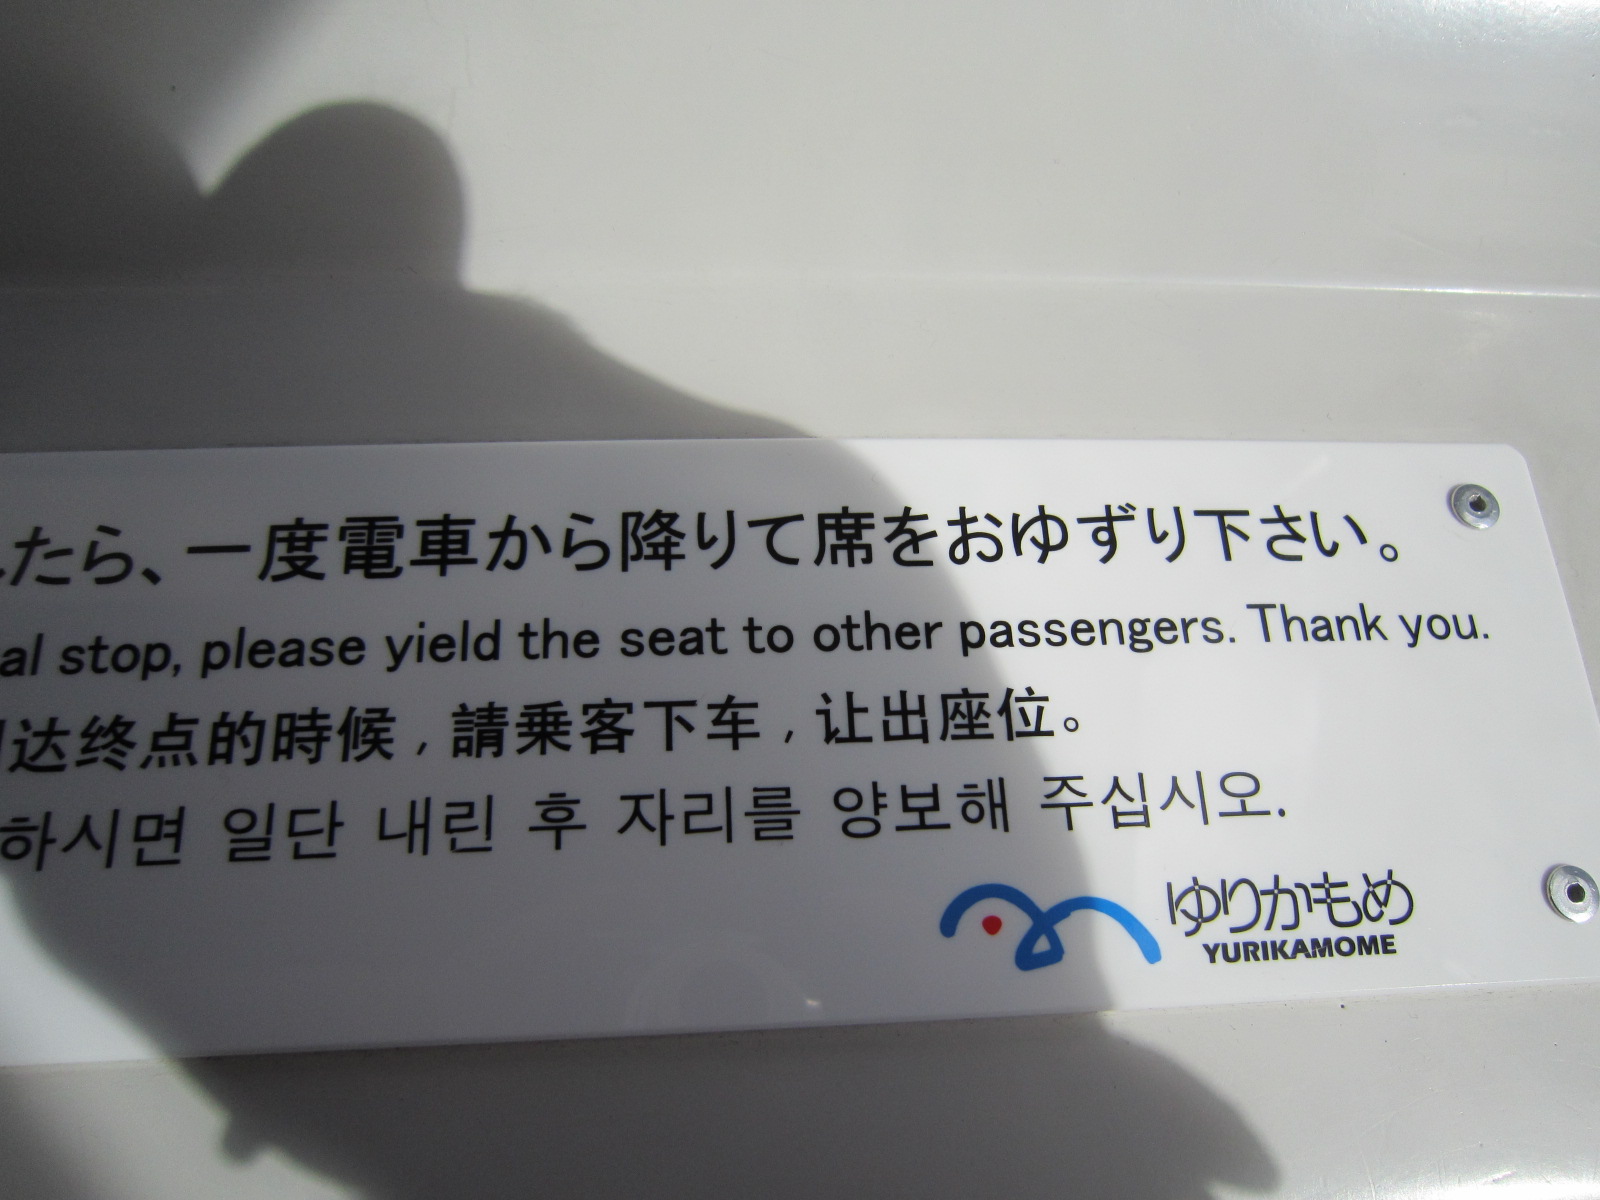 たら、一度電車から降りて席をおゆずり下さい。
al stop, please yield the seat to other passengers. Thank you.
达终点的時候,請乗客下车,让出座位。
하시면 일단 내린 후 자리를 양보해 주십시오.
ゆりかもめ
YURIKAMOME